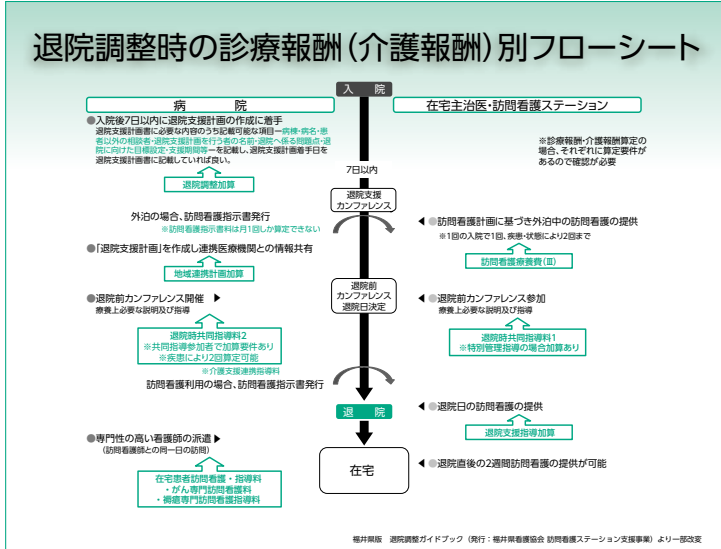 退院調整時の診療報酬（介護報酬）別フローシート
入　院
病　　院
在宅主治医・訪問看護ステーション
●入院後7日以内に退院支援計画の作成に着手
退院支援計画書に必要な内容のうち記載可能な項目ー病棟・病名・患
者以外の相談者・退院支援計画を行う者の名前・退院へ係る問題点・退
院に向けた目標設定・支援期間等ーを記載し、退院支援計画着手日を
退院支援計画書に記載していれば良い。
退院調整加算
※診療報酬・介護報酬算定の
場合、それぞれに算定要件が
あるので確認が必要
7日以内
退院支援
カンファレンス
外泊の場合、訪問看護指示書発行
※訪問看護指示書料は月1回しか算定できない
◀ ●訪問看護計画に基づき外泊中の訪問看護の提供
※1回の入院で1回、疾患・状態により2回まで
訪問看護療養費(Ⅲ)
●「退院支援計画」を作成し連携医療機関との情報共有
地域連携計画加算
退院前
カンファレンス
退院日決定
●退院前カンファレンス開催 ▶
療養上必要な説明及び指導
退院時共同指導料2
※共同指導参加者で加算要件あり
※疾患により2回算定可能
※介護支援連携指導料
◀ ●退院前カンファレンス参加
療養上必要な説明及び指導
退院時共同指導料1
※特別管理指導の場合加算あり
訪問看護利用の場合、訪問看護指示書発行
退　院
◀ ●退院日の訪問看護の提供
退院支援指導加算
●専門性の高い看護師の派遣 ▶
（訪問看護師との同一日の訪問）
在宅患者訪問看護・指導料
・がん専門訪問看護料
・褥瘡専門訪問看護指導料
在宅
◀ ●退院直後の2週間訪問看護の提供が可能
福井県版　退院調整ガイドブック（発行：福井県看護協会 訪問看護ステーション支援事業）より一部改変